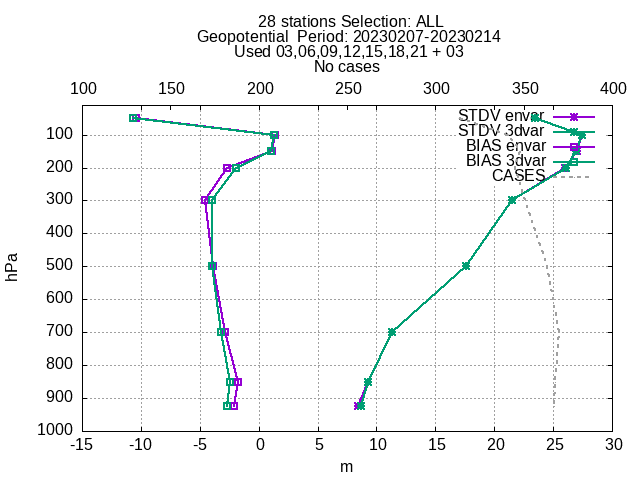 28 stations Selection: ALL
Geopotential Period: 20230207-20230214
Used 03,06,09,12,15,18,21 + 03
No cases
100 150 200 250 300 350 400
STDV envar
STDV 3dvar
BIAS envar
BIAS 3dvar
CASES
100
200
300
400
500
600
700
800
900
1000
hPa
-15 -10 -5 0 5 10 15 20 25 30
m